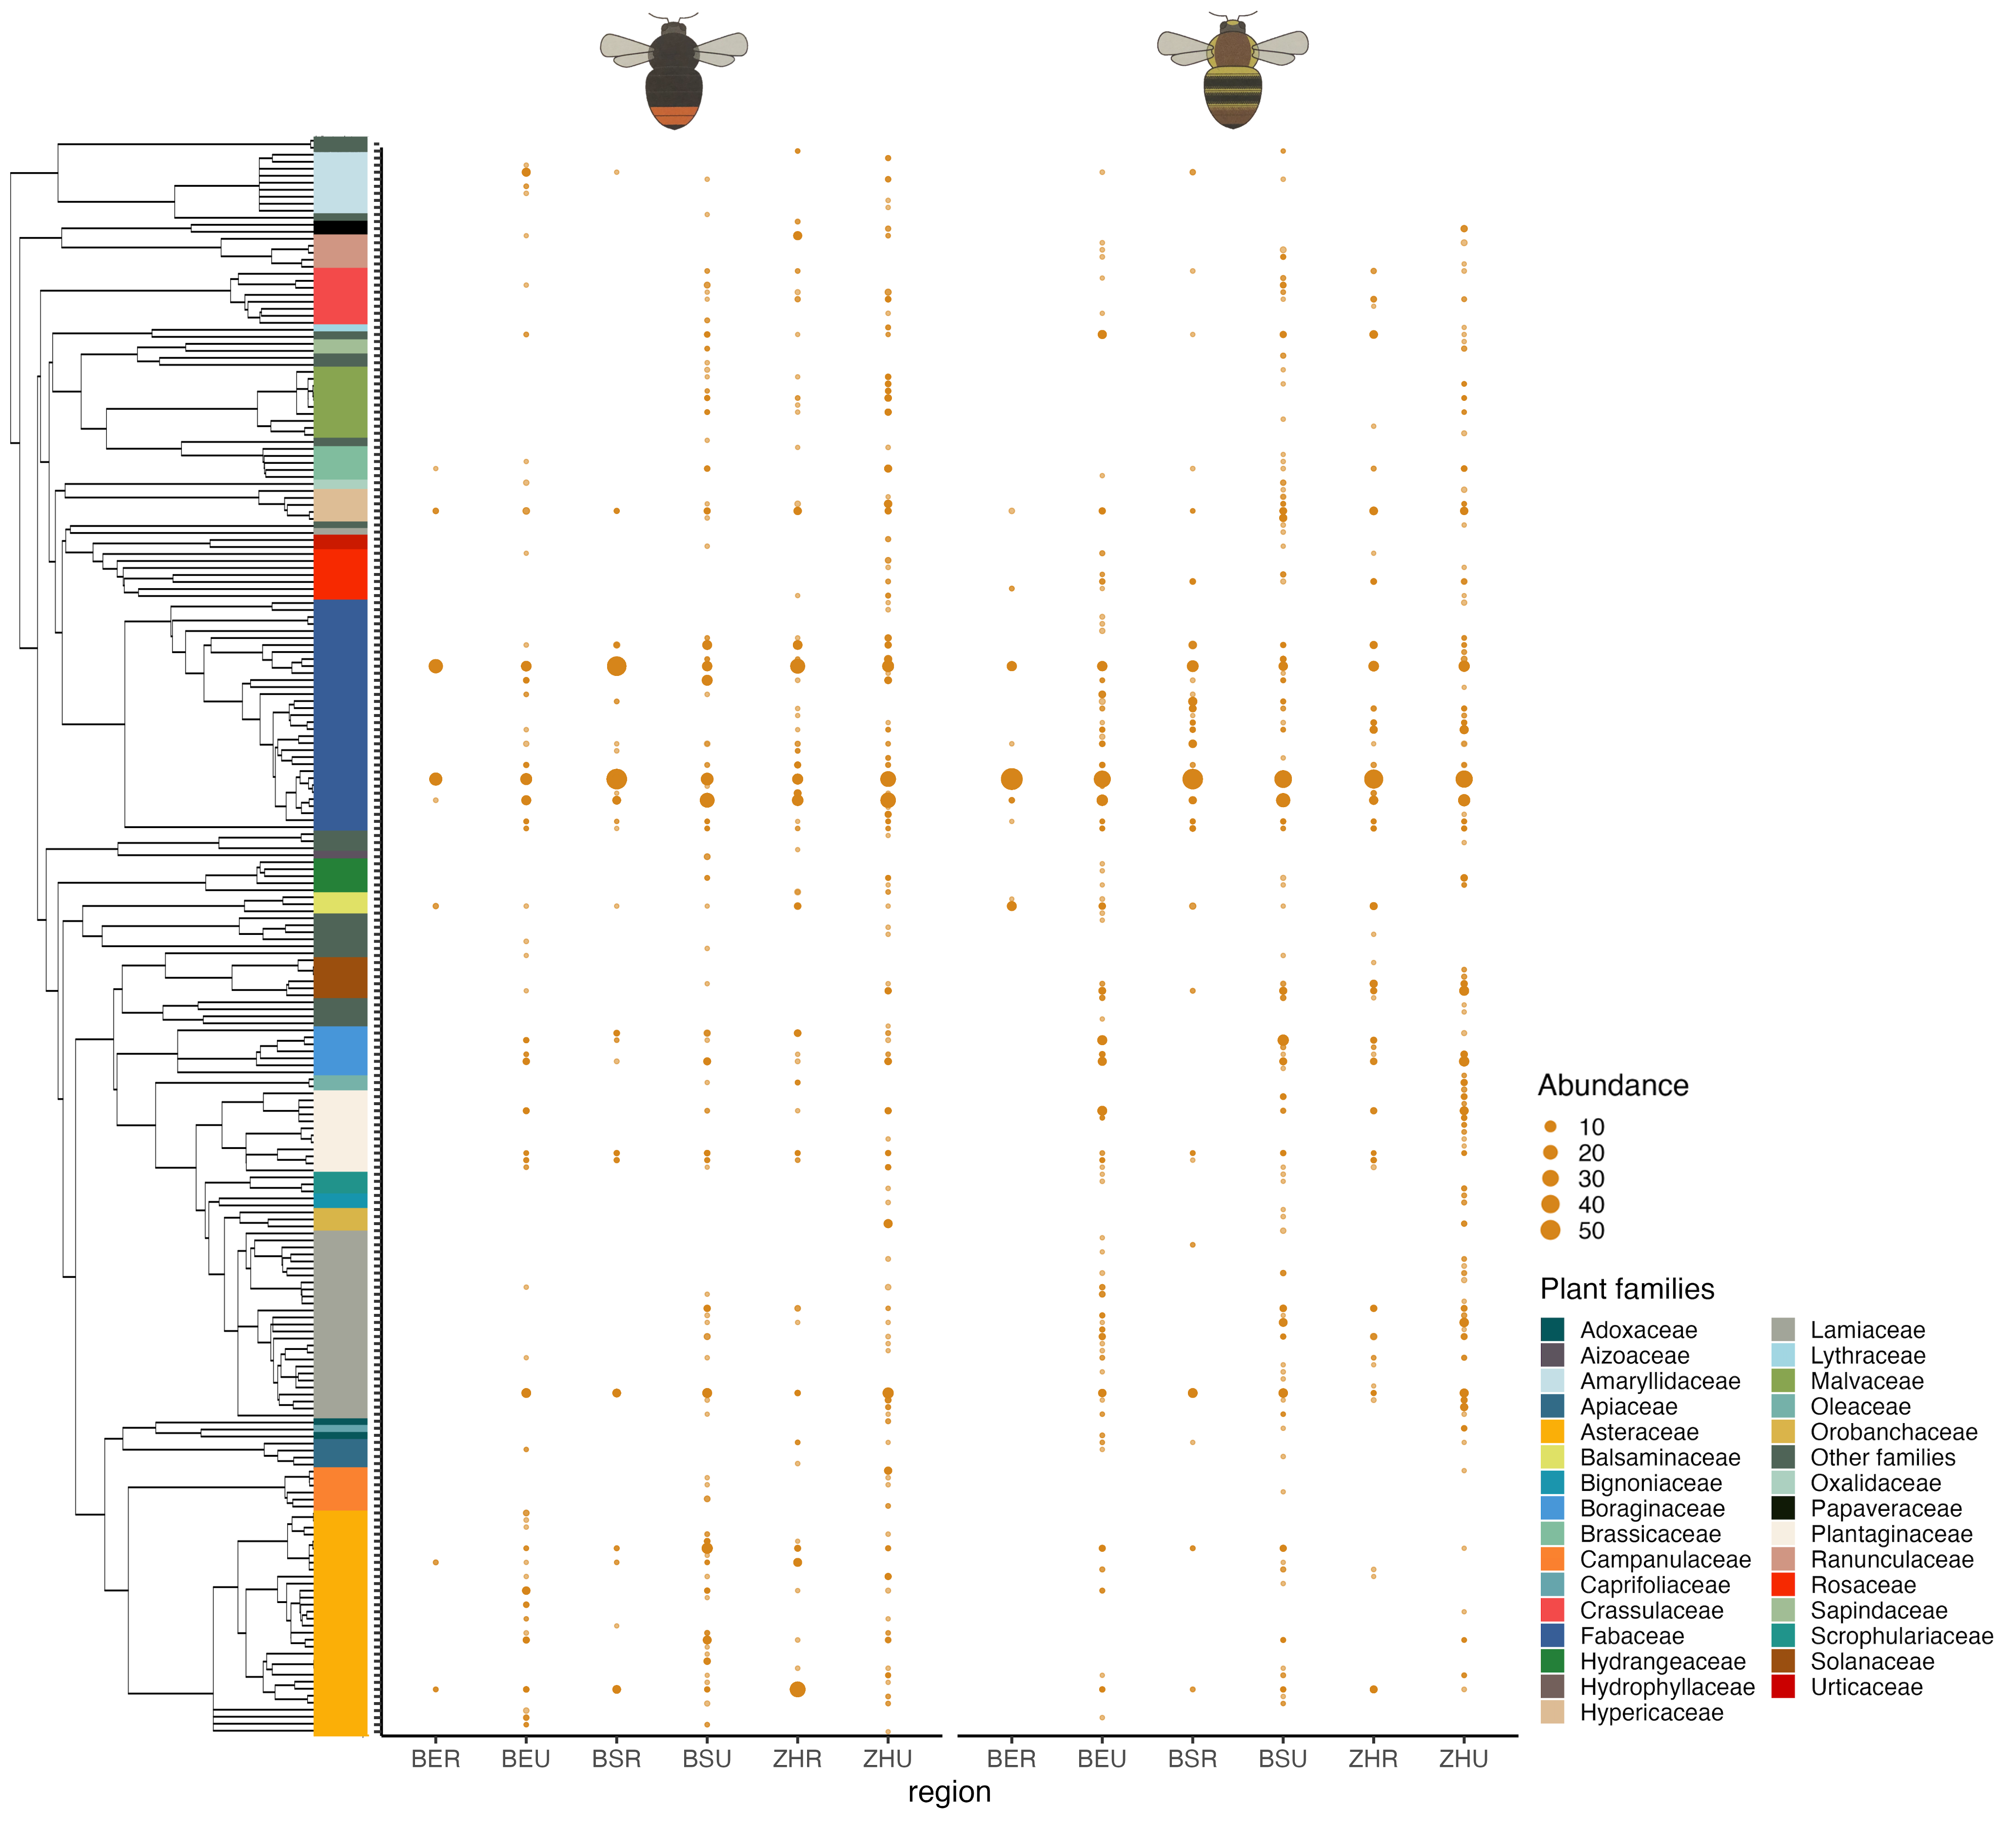 Abundance
10
20
30
40
50
Plant families
Adoxaceae
Aizoaceae
Amaryllidaceae
Apiaceae
Asteraceae
Balsaminaceae
Bignoniaceae
Boraginaceae
Brassicaceae
Campanulaceae
Caprifoliaceae
Crassulaceae
Fabaceae
Hydrangeaceae
Hydrophyllaceae
Hypericaceae
Lamiaceae
Lythraceae
Malvaceae
Oleaceae
Orobanchaceae
Other families
Oxalidaceae
Papaveraceae
Plantaginaceae
Ranunculaceae
Rosaceae
Sapindaceae
Scrophulariaceae
Solanaceae
Urticaceae
BER BEU BSR BSU ZHR ZHU BER BEU BSR BSU ZHR ZHU
region